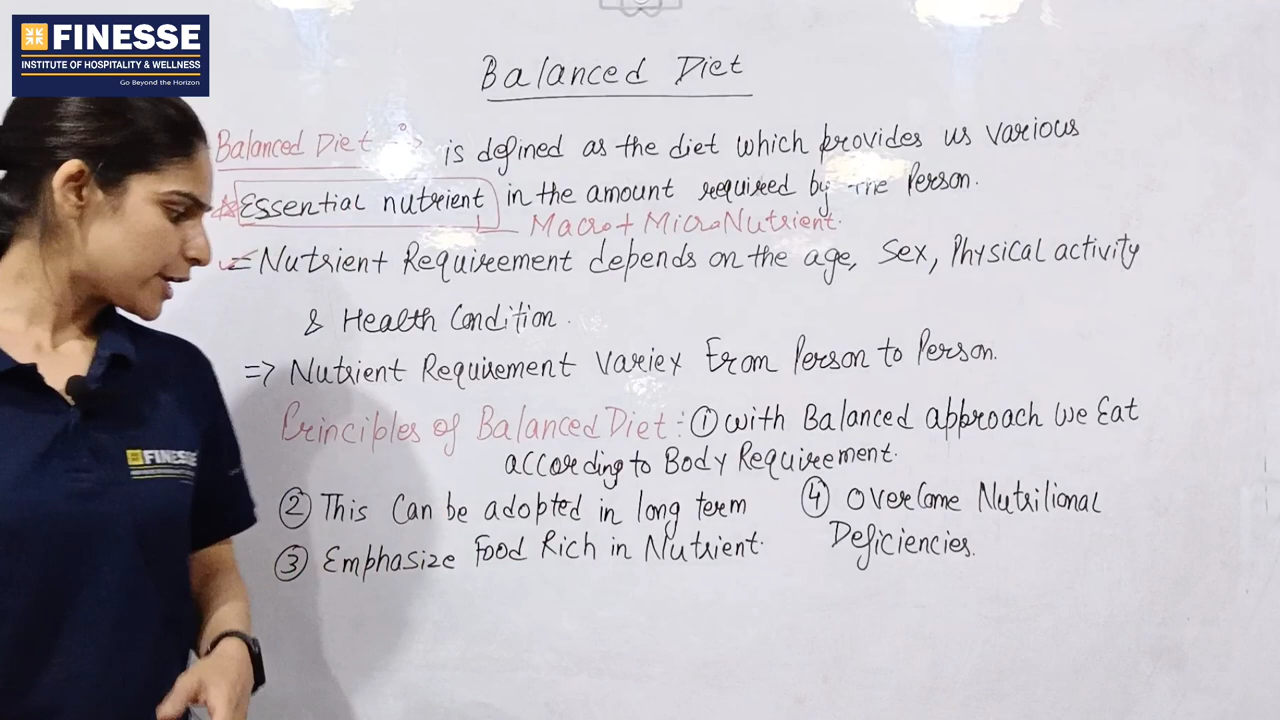 FINESSE
INSTITUTE OF HOSPITALITY & WELLNESS
Go Beyond the Horizon
Balanced Diet
Balanced Diet :-> is defined as the diet which provides us various
Essential nutrient in the amount required by the Person.
Macro + MicroNutrient.
=> Nutrient Requirement depends on the age, Sex, Physical activity
& Health Condition.
=> Nutrient Requirement Variex From Person to Person.
Principles of Balanced Diet: ① with Balanced approach we Eat
according to Body Requirement.
② This Can be adopted in long term
③ Emphasize Food Rich in Nutrient.
④ Overcome Nutritional
Deficiencies.
FINESSE